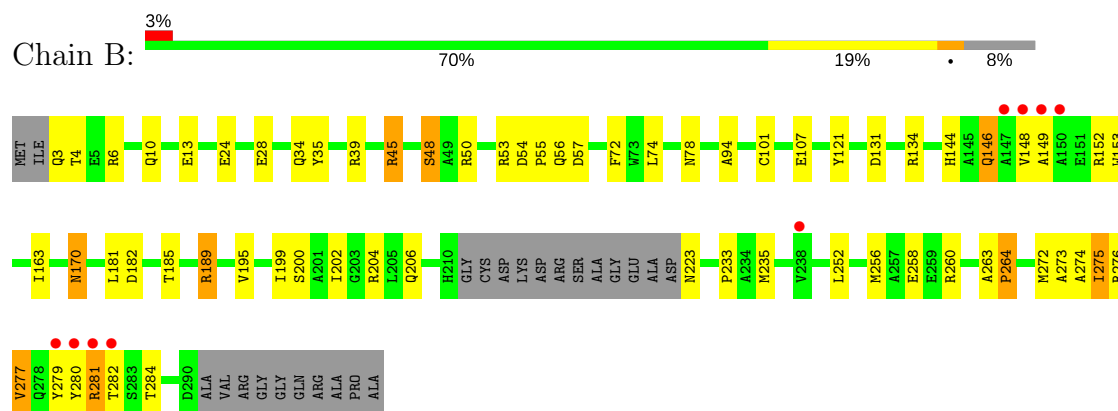 3%
Chain B:
70% 19% • 8%
MET ILE Q3 T4 E5 R6 Q10 E13 E24 E28 Q34 Y35 R39 R45 S48 A49 R50 R53 D54 P55 Q56 D57 F72 W73 L74 N78 A94 C101 E107 Y121 D131 R134 H144 A145 Q146 A147 V148 A149 A150 E151 R152
I163 N170 L181 D182 T185 R189 V195 I199 S200 A201 I202 G203 R204 L205 Q206 H210 GLY CYS ASP LYS ASP ARG SER ALA GLY GLU ALA ASP N223 P233 A234 M235 V238 L252 M256 A257 E258 E259 R260 A263 P264 M272 A273 A274 I275
V277 Q278 Y279 Y280 R281 T282 S283 T284 D290 ALA VAL ARG GLY GLY GLN ARG ALA PRO ALA